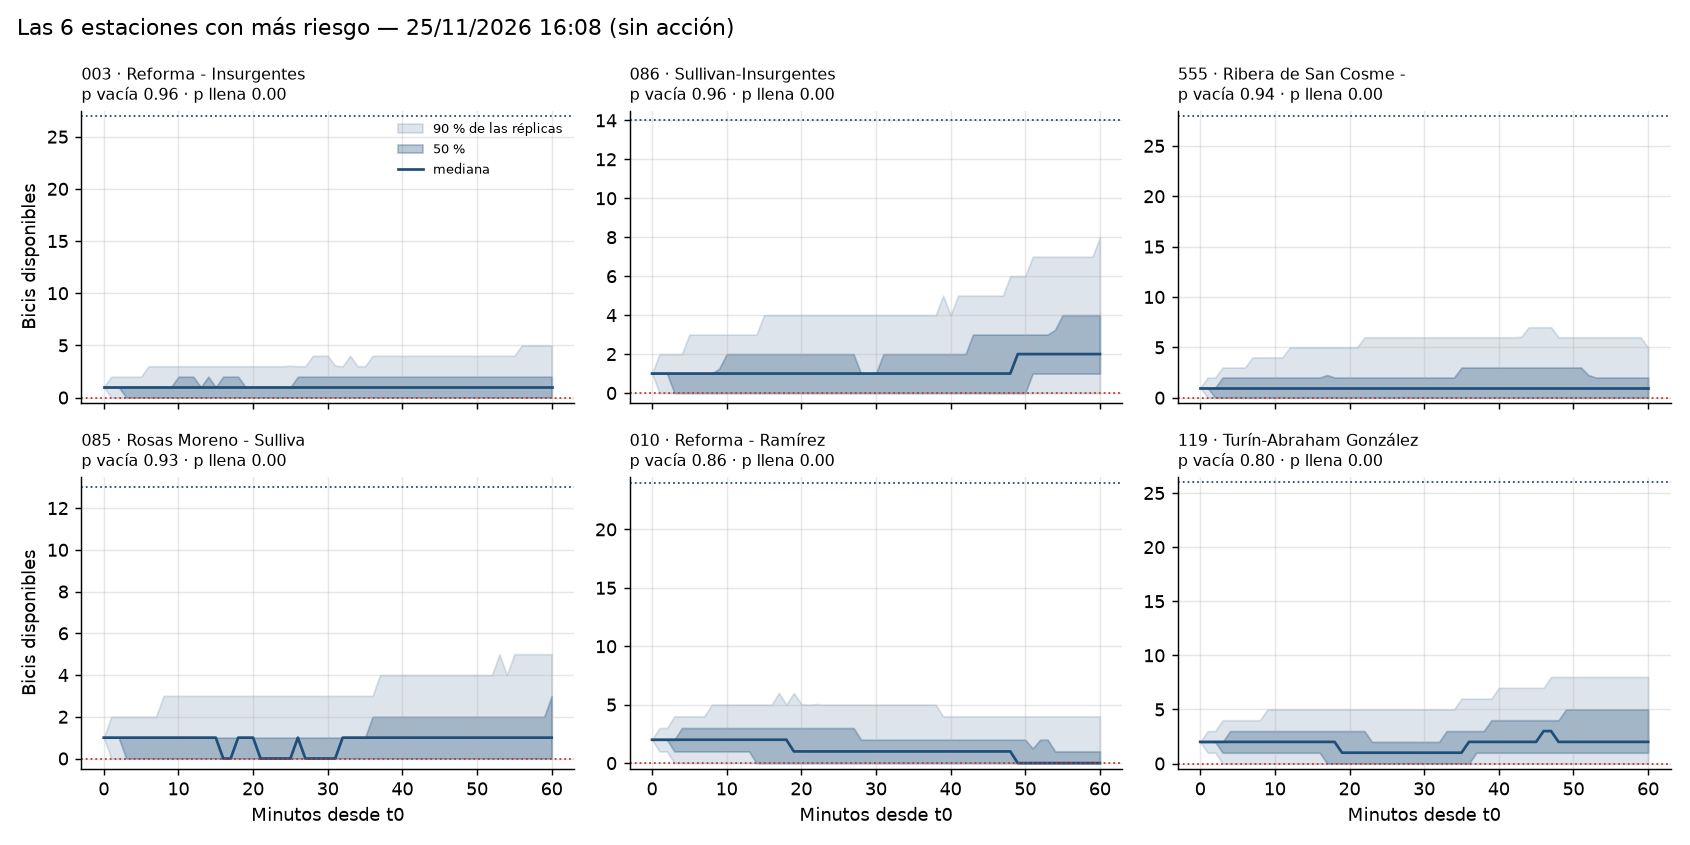 Las 6 estaciones con más riesgo — 25/11/2026 16:08 (sin acción)
003 · Reforma - Insurgentes
p vacía 0.96 · p llena 0.00
086 · Sullivan-Insurgentes
p vacía 0.96 · p llena 0.00
555 · Ribera de San Cosme -
p vacía 0.94 · p llena 0.00
Bicis disponibles
25
20
15
10
5
0
90 % de las réplicas
50 %
mediana
14
12
10
8
6
4
2
0
25
20
15
10
5
0
085 · Rosas Moreno - Sulliva
p vacía 0.93 · p llena 0.00
010 · Reforma - Ramírez
p vacía 0.86 · p llena 0.00
119 · Turín-Abraham González
p vacía 0.80 · p llena 0.00
Bicis disponibles
12
10
8
6
4
2
0
20
15
10
5
0
25
20
15
10
5
0
0 10 20 30 40 50 60
0 10 20 30 40 50 60
0 10 20 30 40 50 60
Minutos desde t0
Minutos desde t0
Minutos desde t0